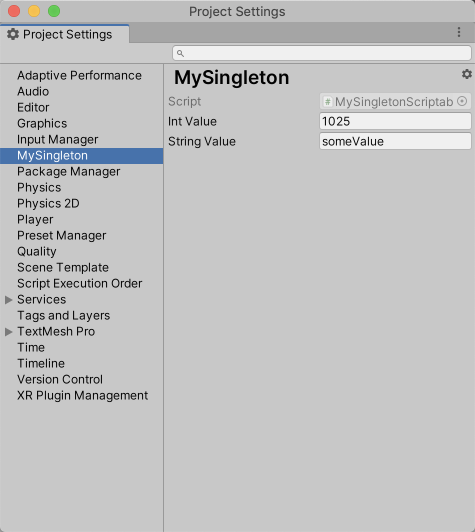 Project Settings
Project Settings
Adaptive Performance
Audio
Editor
Graphics
Input Manager
MySingleton
Package Manager
Physics
Physics 2D
Player
Preset Manager
Quality
Scene Template
Script Execution Order
Services
Tags and Layers
TextMesh Pro
Time
Timeline
Version Control
XR Plugin Management
MySingleton
Script # MySingletonScriptab
Int Value 1025
String Value someValue